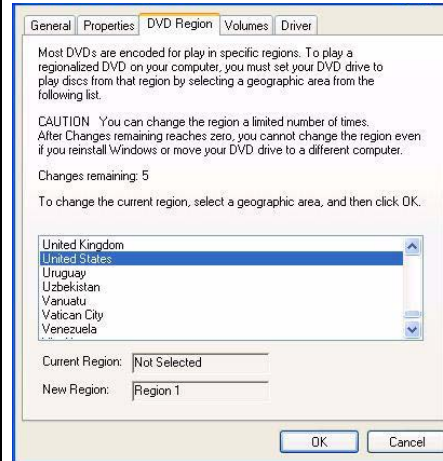 General Properties DVD Region Volumes Driver
Most DVDs are encoded for play in specific regions. To play a
regionalized DVD on your computer, you must set your DVD drive to
play discs from that region by selecting a geographic area from the
following list.
CAUTION   You can change the region a limited number of times.
After Changes remaining reaches zero, you cannot change the region even
if you reinstall Windows or move your DVD drive to a different computer.
Changes remaining: 5
To change the current region, select a geographic area, and then click OK.
United Kingdom
United States
Uruguay
Uzbekistan
Vanuatu
Vatican City
Venezuela
Current Region: Not Selected
New Region: Region 1
OK Cancel